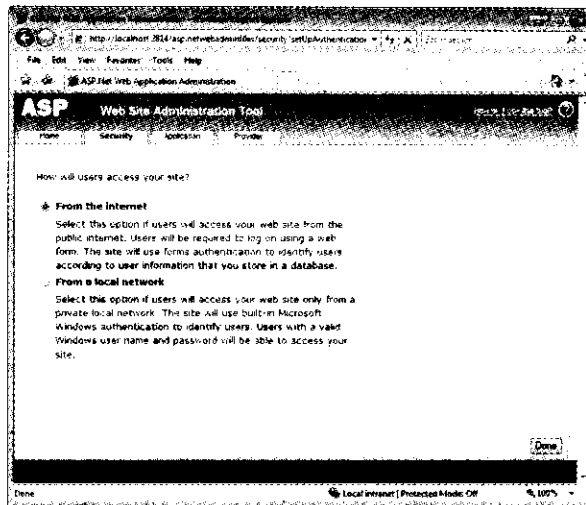 File Edit View Favorites Tools Help
ASP.Net Web Application Administration
ASP Web Site Administration Tool
Home Security Application Provider
How will users access your site?
From the internet
Select this option if users will access your web site from the
public internet. Users will be required to log on using a web
form. The site will use forms authentication to identify users
according to user information that you store in a database.
From a local network
Select this option if users will access your web site only from a
private local network. The site will use built-in Microsoft
Windows authentication to identify users. Users with a valid
Windows user name and password will be able to access your
site.
Done
Done Local intranet | Protected Mode: Off 100%